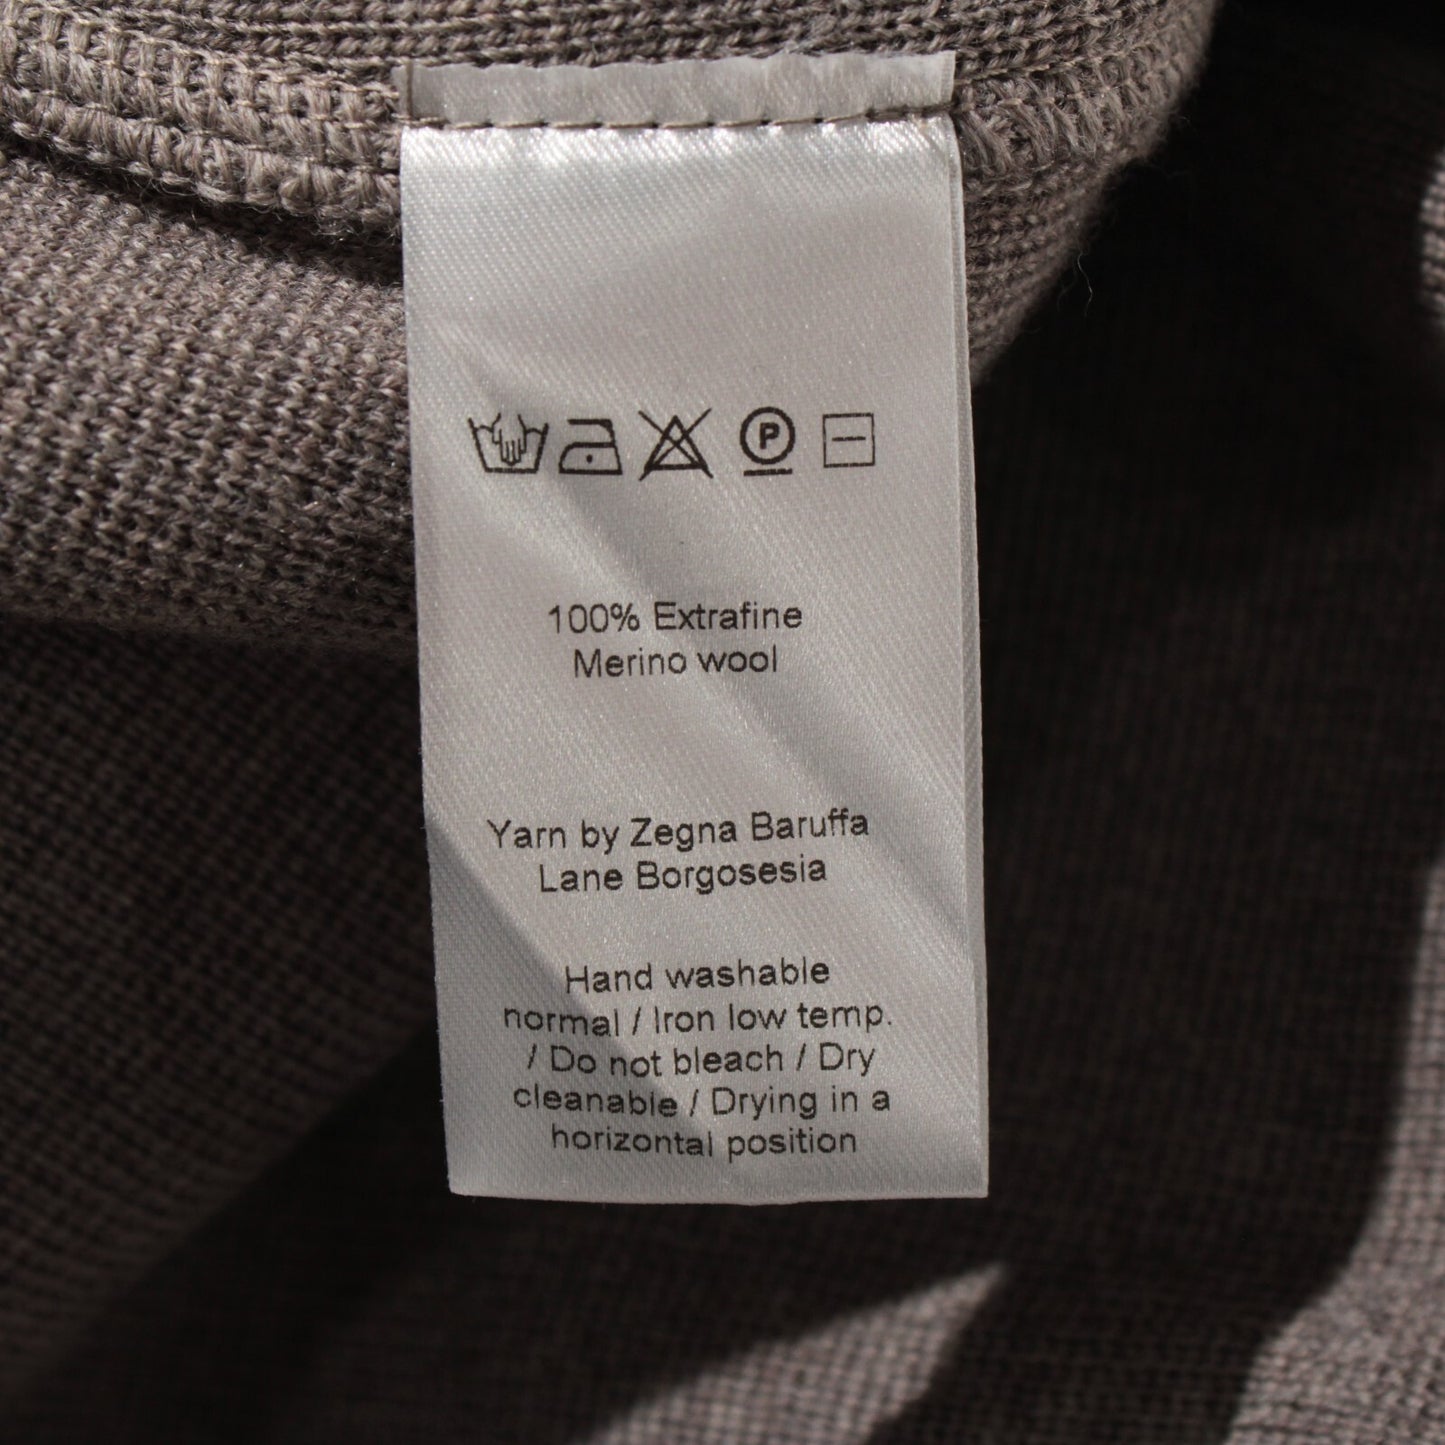 P
100% Extrafine
Merino wool
Yarn by Zegna Baruffa
Lane Borgosesia
Hand washable
normal / Iron low temp.
/ Do not bleach / Dry
cleanable / Drying in a
horizontal position